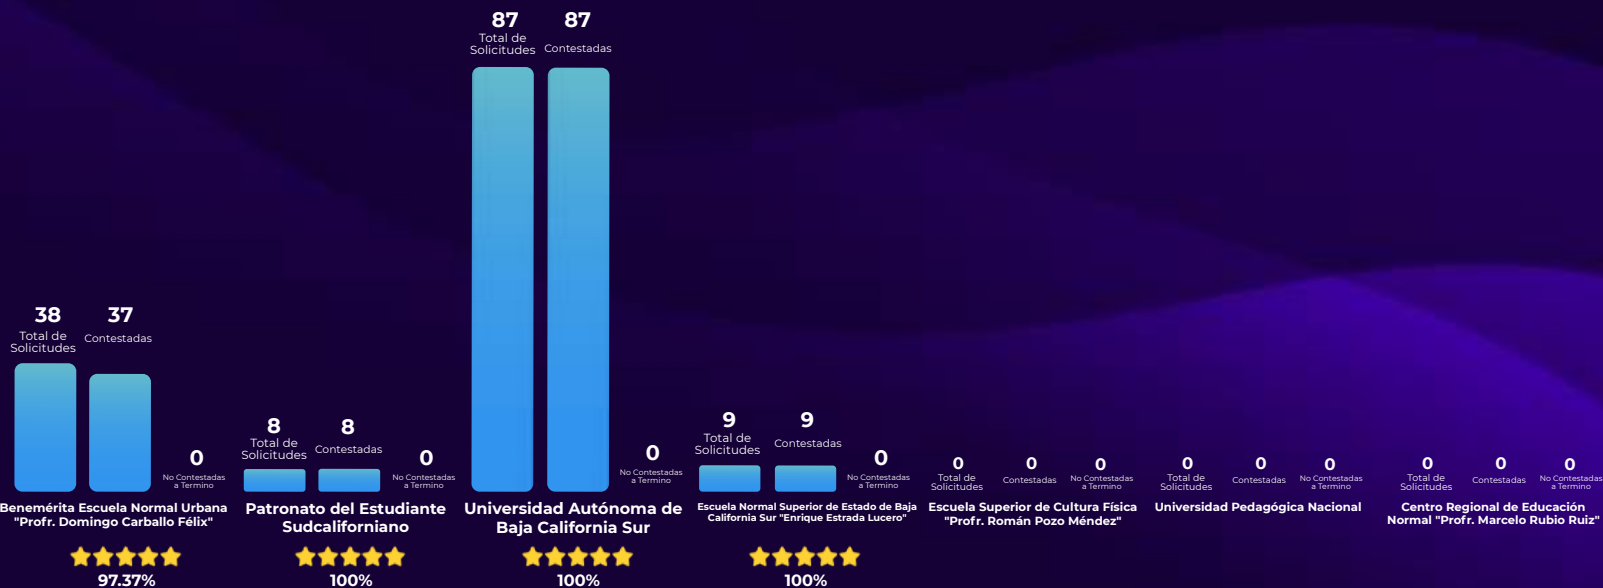 38
Total de
Solicitudes
37
Contestadas
0
No Contestadas
a Termino
Benemérita Escuela Normal Urbana
"Profr. Domingo Carballo Félix"
97.37%
8
Total de
Solicitudes
8
Contestadas
0
No Contestadas
a Termino
Patronato del Estudiante
Sudcaliforniano
100%
87
Total de
Solicitudes
87
Contestadas
0
No Contestadas
a Termino
Universidad Autónoma de
Baja California Sur
100%
9
Total de
Solicitudes
9
Contestadas
0
No Contestadas
a Termino
Escuela Normal Superior de Estado de Baja
California Sur "Enrique Estrada Lucero"
100%
0
Total de
Solicitudes
0
Contestadas
0
No Contestadas
a Termino
Escuela Superior de Cultura Física
"Profr. Román Pozo Méndez"
0
Total de
Solicitudes
0
Contestadas
0
No Contestadas
a Termino
Universidad Pedagógica Nacional
0
Total de
Solicitudes
0
Contestadas
0
No Contestadas
a Termino
Centro Regional de Educación
Normal "Profr. Marcelo Rubio Ruiz"